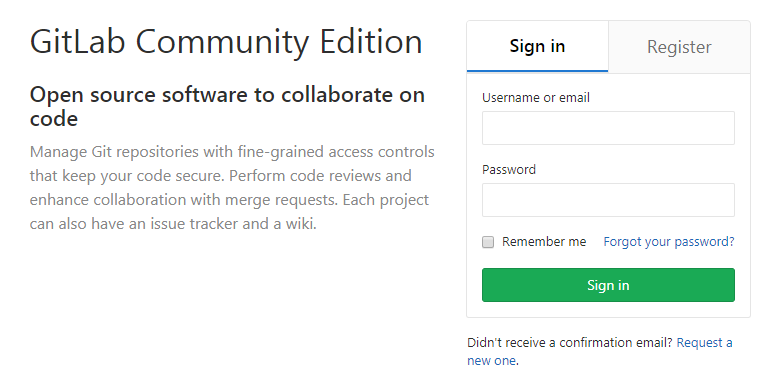 GitLab Community Edition
Open source software to collaborate on
code
Manage Git repositories with fine-grained access controls
that keep your code secure. Perform code reviews and
enhance collaboration with merge requests. Each project
can also have an issue tracker and a wiki.
Sign in Register
Username or email
Password
Remember me Forgot your password?
Sign in
Didn't receive a confirmation email? Request a
new one.